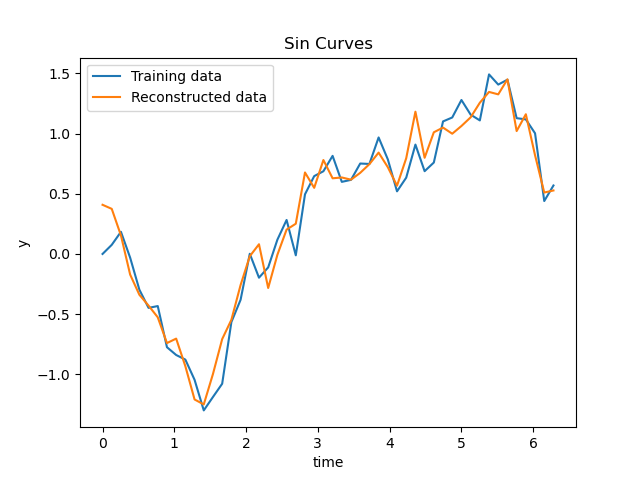 Sin Curves
Training data
Reconstructed data
1.5
1.0
0.5
0.0
−0.5
−1.0
y
0 1 2 3 4 5 6
time